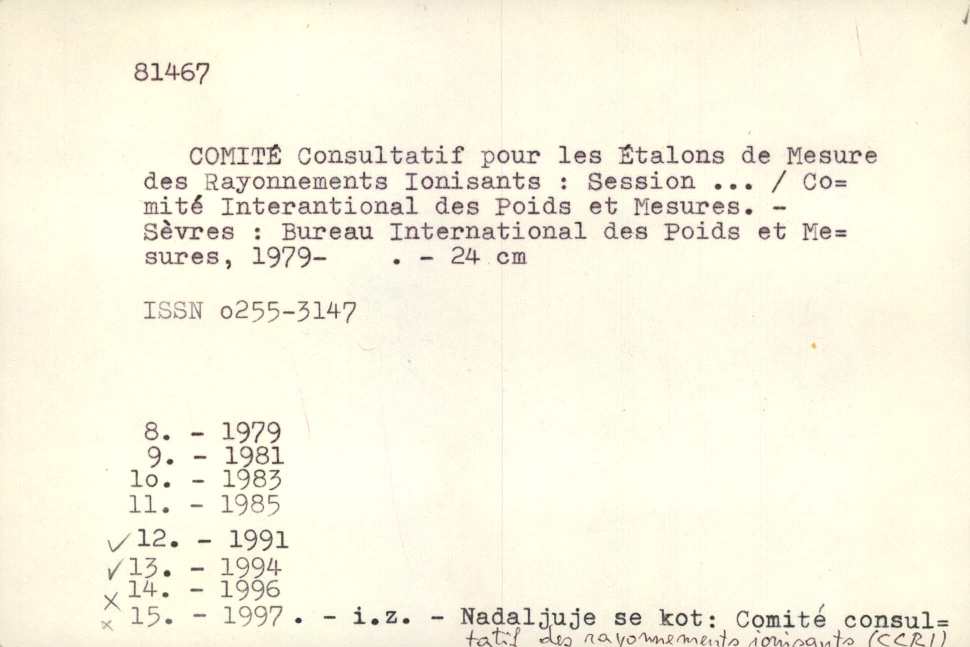 81467
COMITÉ Consultatif pour les Étalons de Mesure
des Rayonnements Ionisants : Session ... / Co=
mité Interantional des Poids et Mesures. -
Sèvres : Bureau International des Poids et Me=
sures, 1979-    . - 24 cm
ISSN o255-3147
8. - 1979
9. - 1981
1o. - 1983
11. - 1985
✓ 12. - 1991
✓ 13. - 1994
x 14. - 1996
x 15. - 1997 . - i.z. - Nadaljuje se kot: Comité consul=
tatif des rayonnements ionisants (CCRI)